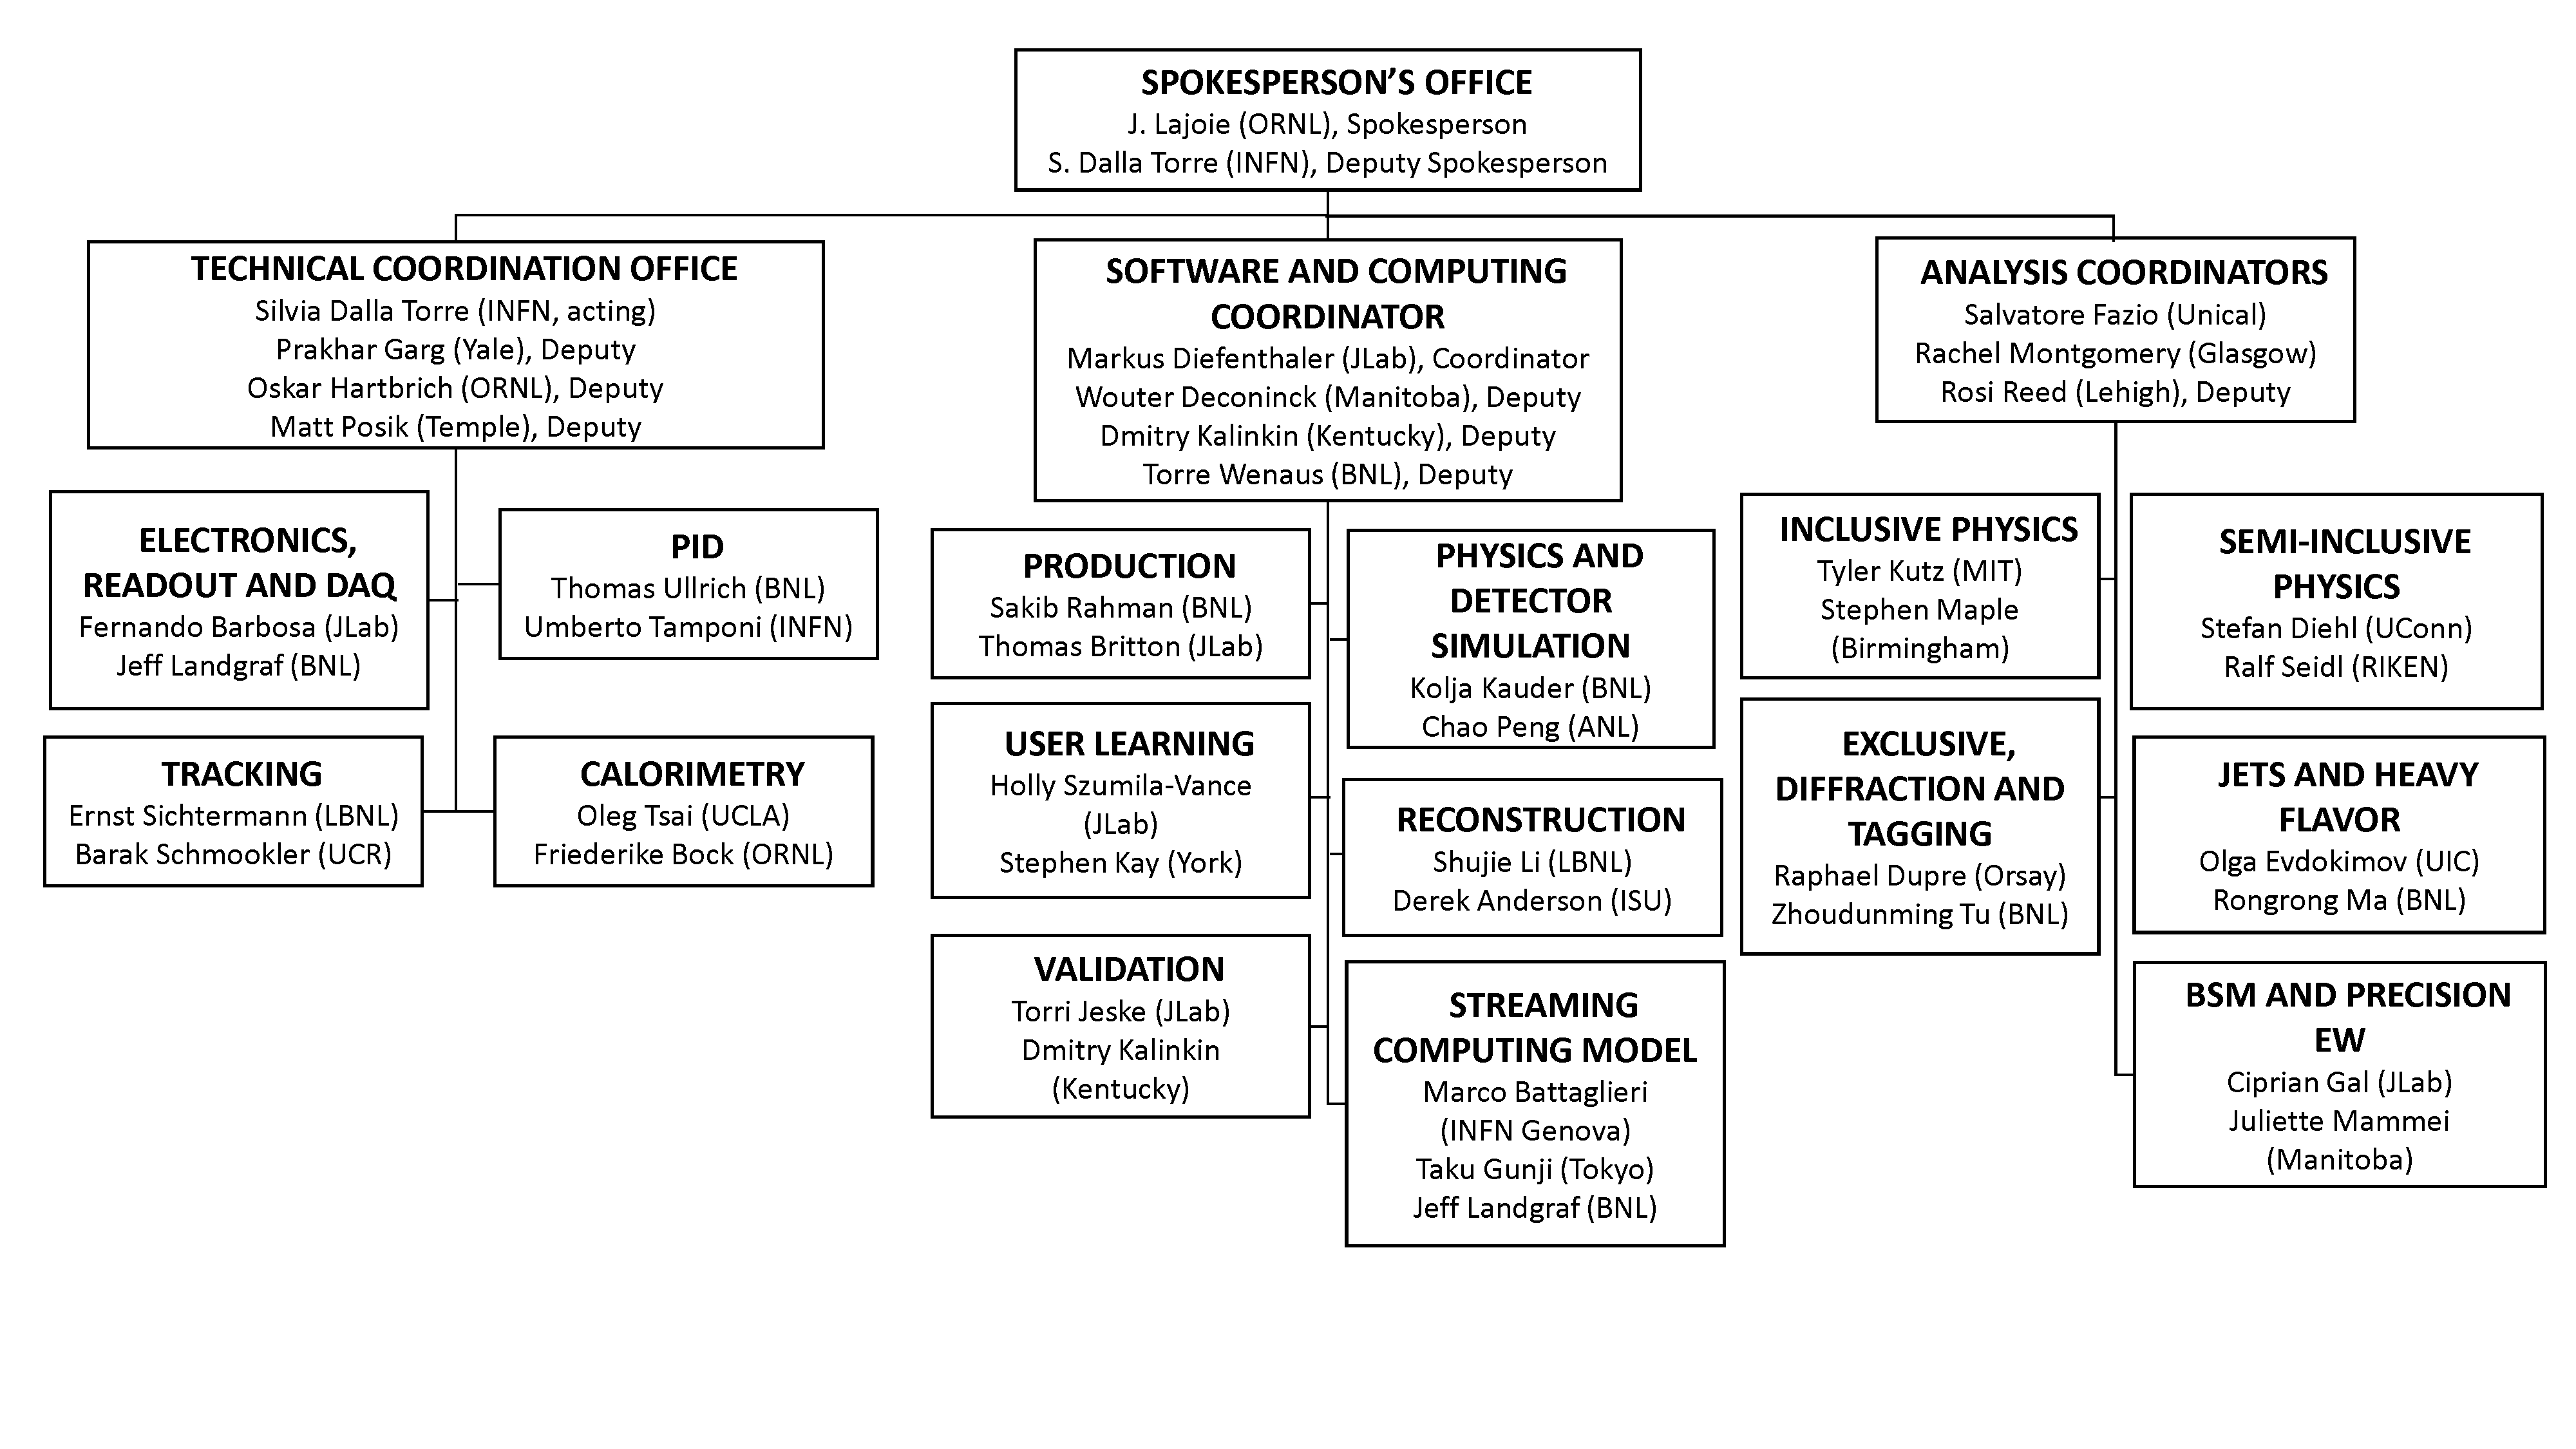 SPOKESPERSON’S OFFICE
J. Lajoie (ORNL), Spokesperson
S. Dalla Torre (INFN), Deputy Spokesperson
TECHNICAL COORDINATION OFFICE
Silvia Dalla Torre (INFN, acting)
Prakhar Garg (Yale), Deputy
Oskar Hartbrich (ORNL), Deputy
Matt Posik (Temple), Deputy
ELECTRONICS,
READOUT AND DAQ
Fernando Barbosa (JLab)
Jeff Landgraf (BNL)
PID
Thomas Ullrich (BNL)
Umberto Tamponi (INFN)
TRACKING
Ernst Sichtermann (LBNL)
Barak Schmookler (UCR)
CALORIMETRY
Oleg Tsai (UCLA)
Friederike Bock (ORNL)
SOFTWARE AND COMPUTING
COORDINATOR
Markus Diefenthaler (JLab), Coordinator
Wouter Deconinck (Manitoba), Deputy
Dmitry Kalinkin (Kentucky), Deputy
Torre Wenaus (BNL), Deputy
PRODUCTION
Sakib Rahman (BNL)
Thomas Britton (JLab)
PHYSICS AND
DETECTOR
SIMULATION
Kolja Kauder (BNL)
Chao Peng (ANL)
USER LEARNING
Holly Szumila-Vance
(JLab)
Stephen Kay (York)
RECONSTRUCTION
Shujie Li (LBNL)
Derek Anderson (ISU)
VALIDATION
Torri Jeske (JLab)
Dmitry Kalinkin
(Kentucky)
STREAMING
COMPUTING MODEL
Marco Battaglieri
(INFN Genova)
Taku Gunji (Tokyo)
Jeff Landgraf (BNL)
ANALYSIS COORDINATORS
Salvatore Fazio (Unical)
Rachel Montgomery (Glasgow)
Rosi Reed (Lehigh), Deputy
INCLUSIVE PHYSICS
Tyler Kutz (MIT)
Stephen Maple
(Birmingham)
SEMI-INCLUSIVE
PHYSICS
Stefan Diehl (UConn)
Ralf Seidl (RIKEN)
EXCLUSIVE,
DIFFRACTION AND
TAGGING
Raphael Dupre (Orsay)
Zhoudunming Tu (BNL)
JETS AND HEAVY
FLAVOR
Olga Evdokimov (UIC)
Rongrong Ma (BNL)
BSM AND PRECISION
EW
Ciprian Gal (JLab)
Juliette Mammei
(Manitoba)